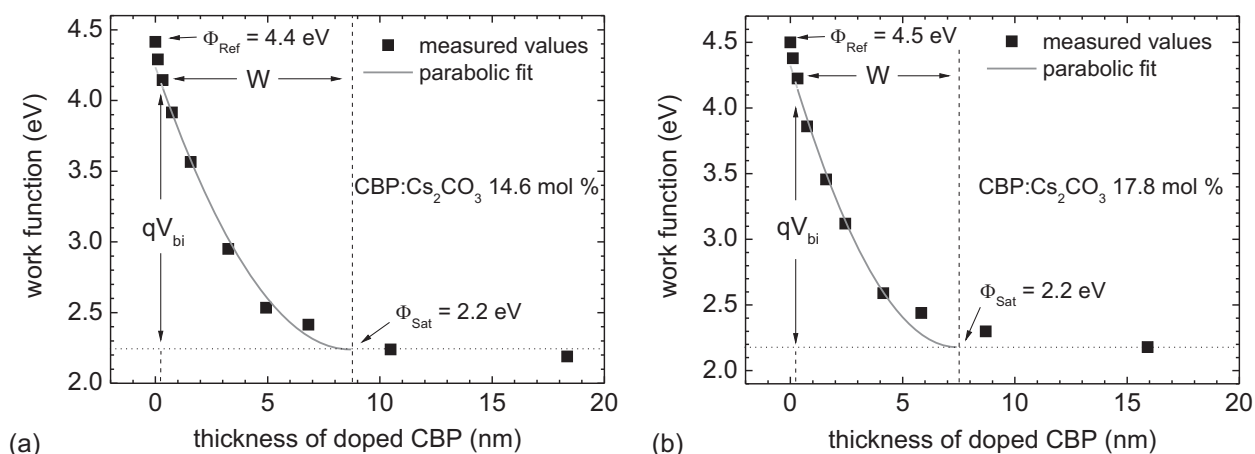 4.5
4.0
3.5
3.0
2.5
2.0
work function (eV)
Φ_Ref = 4.4 eV
measured values
parabolic fit
W
CBP:Cs₂CO₃ 14.6 mol %
qV_bi
Φ_Sat = 2.2 eV
0 5 10 15 20
thickness of doped CBP (nm)
(a)
4.5
4.0
3.5
3.0
2.5
2.0
work function (eV)
Φ_Ref = 4.5 eV
measured values
parabolic fit
W
CBP:Cs₂CO₃ 17.8 mol %
qV_bi
Φ_Sat = 2.2 eV
0 5 10 15 20
thickness of doped CBP (nm)
(b)